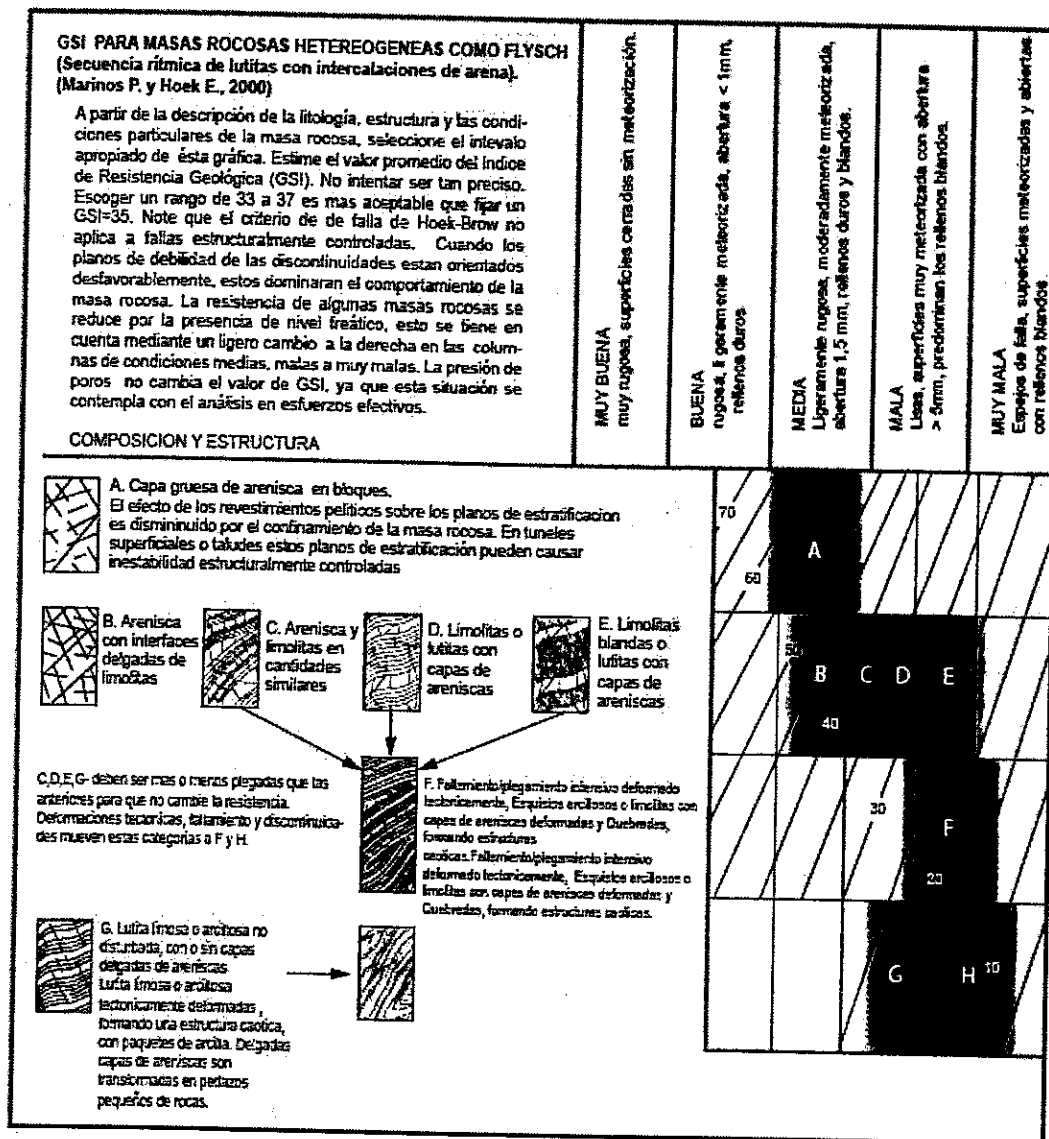 GSI PARA MASAS ROCOSAS HETEREOGENEAS COMO FLYSCH
(Secuencia rítmica de lutitas con intercalaciones de arena).
(Marinos P. y Hoek E., 2000)
A partir de la descripción de la litología, estructura y las condi-
ciones particulares de la masa rocosa, seleccione el intevalo
apropiado de ésta gráfica. Estime el valor promedio del Indice
de Resistencia Geológica (GSI). No intentar ser tan preciso.
Escoger un rango de 33 a 37 es mas aceptable que fijar un
GSI=35. Note que el criterio de de falla de Hoek-Brow no
aplica a fallas estructuralmente controladas. Cuando los
planos de debilidad de las discontinuidades estan orientados
desfavorablemente, estos dominaran el comportamiento de la
masa rocosa. La resistencia de algunas masas rocosas se
reduce por la presencia de nivel freático, esto se tiene en
cuenta mediante un ligero cambio a la derecha en las colum-
nas de condiciones medias, malas a muy malas. La presión de
poros no cambia el valor de GSI, ya que esta situación se
contempla con el análisis en esfuerzos efectivos.
COMPOSICION Y ESTRUCTURA
MUY BUENA
muy rugosa, superficies cerradas sin meteorización.
BUENA
rugosa, li geramente meteorizada, abertura < 1mm,
rellenos duros.
MEDIA
Ligeramente rugosa, moderadamente meteorizada,
abertura 1,5 mm, rellenos duros y blandos.
MALA
Lisas, superficies muy meteorizada con abertura
> 5mm, predominan los rellenos blandos.
MUY MALA
Espejos de falla, superficies meteorizadas y abiertas
con rellenos blandos.
A. Capa gruesa de arenisca en bloques.
El efecto de los revestimientos pelíticos sobre los planos de estratificacion
es dismininuido por el confinamiento de la masa rocosa. En tuneles
superficiales o taludes estos planos de estratificación pueden causar
inestabilidad estructuralmente controladas
B. Arenisca
con interfaces
delgadas de
limolitas
C. Arenisca y
limolitas en
cantidades
similares
D. Limolitas o
lutitas con
capas de
areniscas
E. Limolitas
blandas o
lutitas con
capas de
areniscas
C,D,E,G- deben ser mas o menos plegadas que las
anteriores para que no cambie la resistencia.
Deformaciones tectonicas, fallamiento y discontinuida-
des mueven estas categorias a F y H.
F. Fallamiento/plegamiento intensivo deformado
tectonicamente, Esquistos arcillosos o limolitas con
capas de areniscas deformadas y Quebradas,
formando estructuras
caoticas.Fallamiento/plegamiento intensivo
deformado tectonicamente, Esquistos arcillosos o
limolitas con capas de areniscas deformadas y
Quebradas, formando estructuras caoticas.
G. Lutita limosa o arcillosa no
disturbada, con o sin capas
delgadas de areniscas
Lutita limosa o arcillosa
tectonicamente deformadas,
formando una estructura caotica,
con paquetes de arcilla. Delgadas
capas de areniscas son
transformadas en pedazos
pequeños de rocas.
70
60
A
50
B C D E
40
30
F
20
G H 10